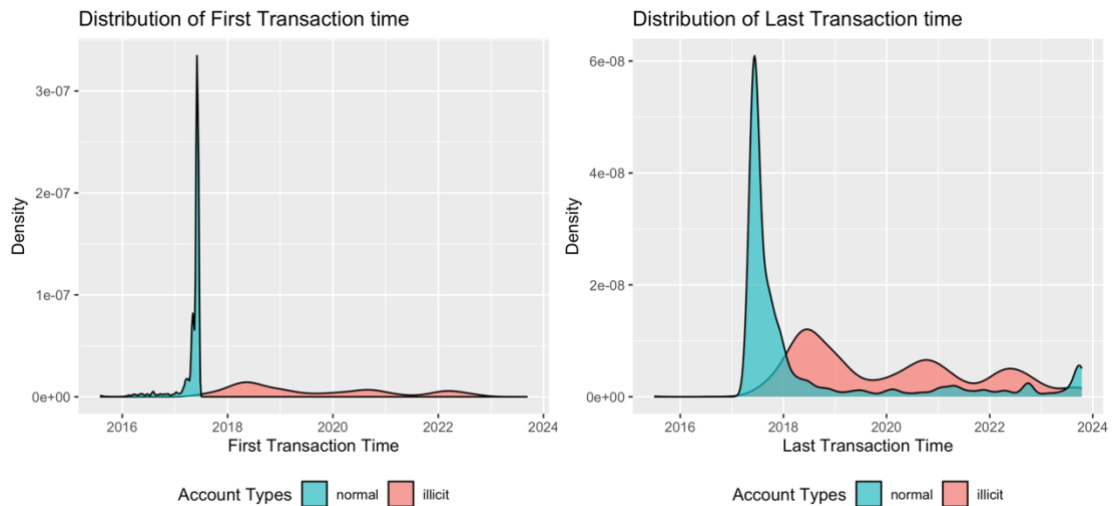 Distribution of First Transaction time
3e-07
2e-07
1e-07
0e+00
Density
2016 2018 2020 2022 2024
First Transaction Time
Account Types normal illicit
Distribution of Last Transaction time
6e-08
4e-08
2e-08
0e+00
Density
2016 2018 2020 2022 2024
Last Transaction Time
Account Types normal illicit